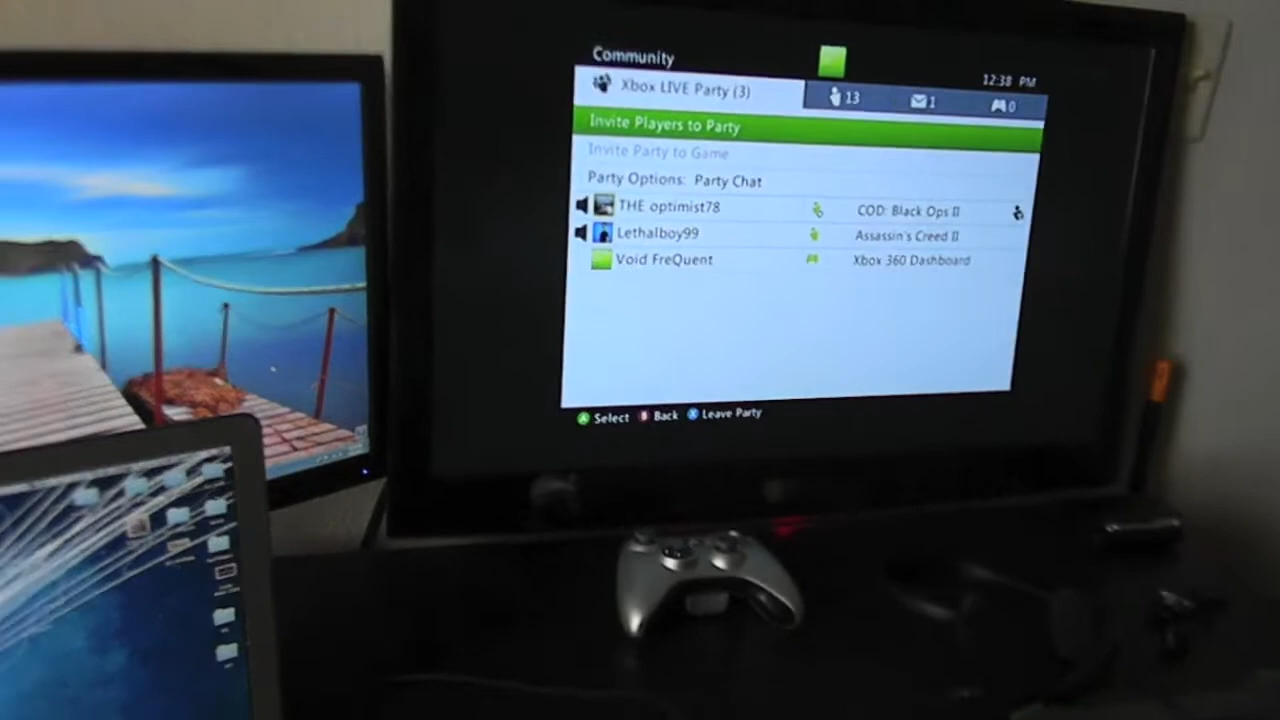 Community
12:38 PM
Xbox LIVE Party (3)
13
1
0
Invite Players to Party
Invite Party to Game
Party Options: Party Chat
THE optimist78 COD: Black Ops II
Lethalboy99 Assassin's Creed II
Void FreQuent Xbox 360 Dashboard
A Select B Back X Leave Party